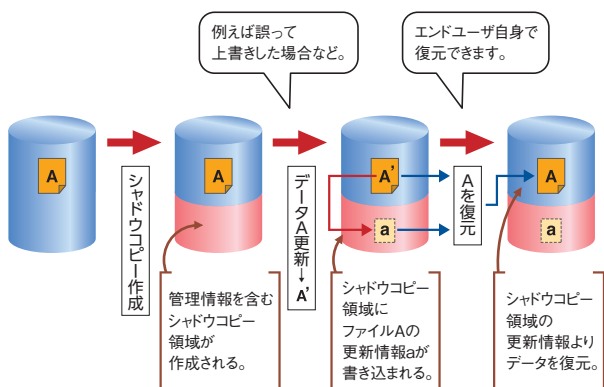 例えば誤って
上書きした場合など。
エンドユーザ自身で
復元できます。
A
シャドウコピー作成
A
データA更新→A'
A'
a
Aを復元
A
a
管理情報を含む
シャドウコピー
領域が
作成される。
シャドウコピー
領域に
ファイルAの
更新情報aが
書き込まれる。
シャドウコピー
領域の
更新情報より
データを復元。